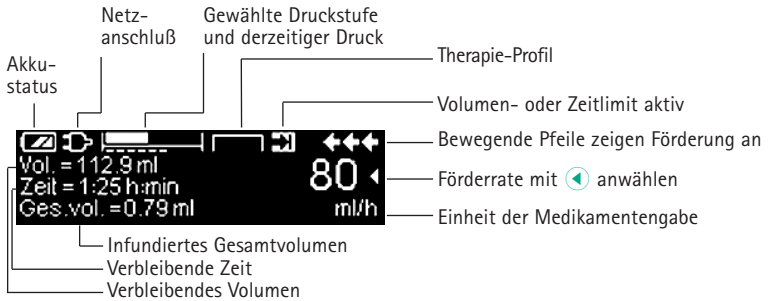 Netz-
anschluß
Gewählte Druckstufe
und derzeitiger Druck
Akku-
status
Therapie-Profil
Volumen- oder Zeitlimit aktiv
Bewegende Pfeile zeigen Förderung an
Vol. = 112.9 ml
Zeit = 1:25 h:min
Ges.vol. = 0.79 ml
80
ml/h
Förderrate mit anwählen
Einheit der Medikamentengabe
Infundiertes Gesamtvolumen
Verbleibende Zeit
Verbleibendes Volumen